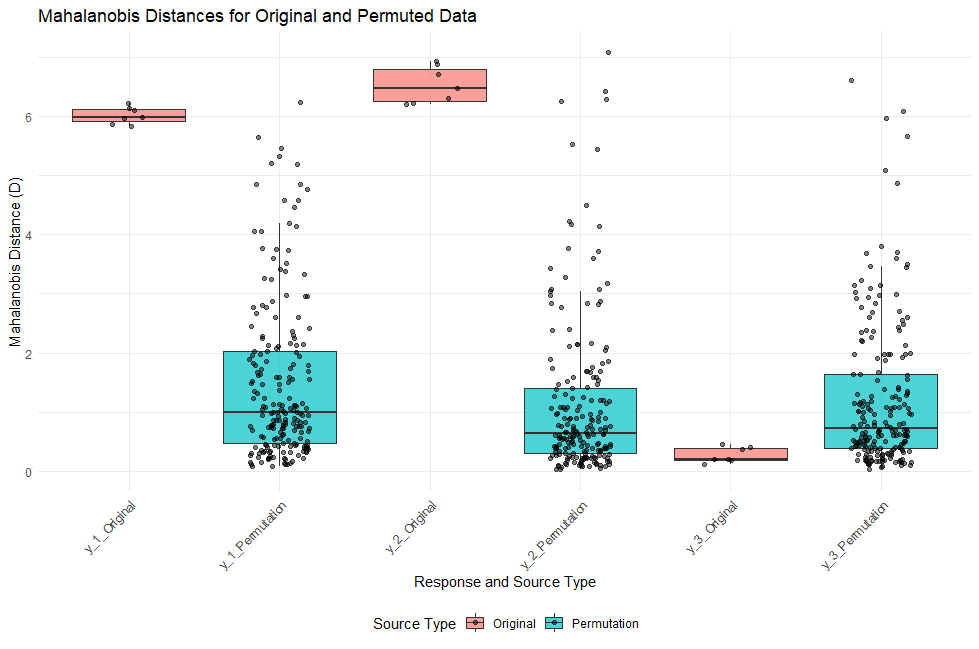 Mahalanobis Distances for Original and Permuted Data
Mahalanobis Distance (D)
6
4
2
0
y_1_Original
y_1_Permutation
y_2_Original
y_2_Permutation
y_3_Original
y_3_Permutation
Response and Source Type
Source Type Original Permutation